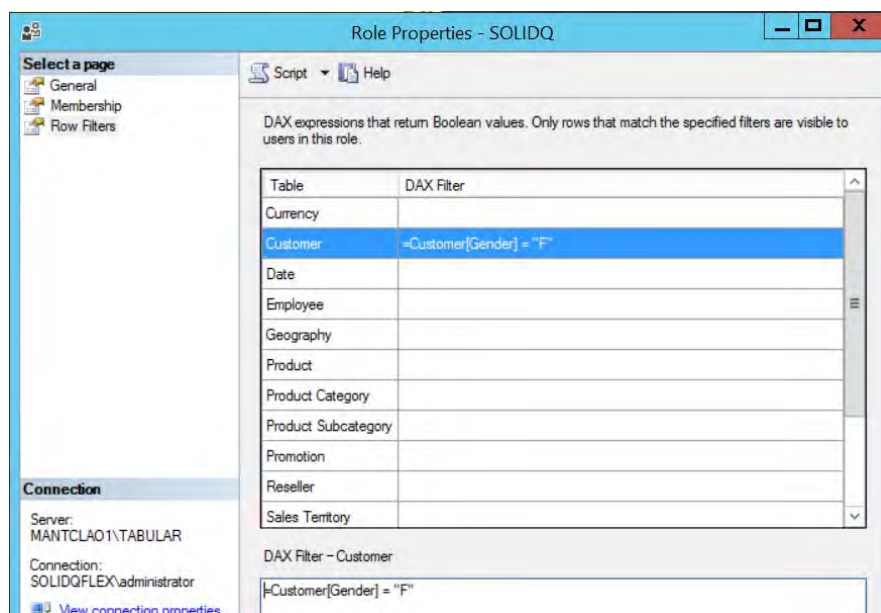 Role Properties - SOLIDQ
Select a page
General
Membership
Row Filters
Script
Help
DAX expressions that return Boolean values. Only rows that match the specified filters are visible to
users in this role.
Table DAX Filter
Currency
Customer =Customer[Gender] = "F"
Date
Employee
Geography
Product
Product Category
Product Subcategory
Promotion
Reseller
Sales Territory
DAX Filter – Customer
=Customer[Gender] = "F"
Connection
Server:
MANTCLAO1\TABULAR
Connection:
SOLIDQFLEX\administrator
View connection properties